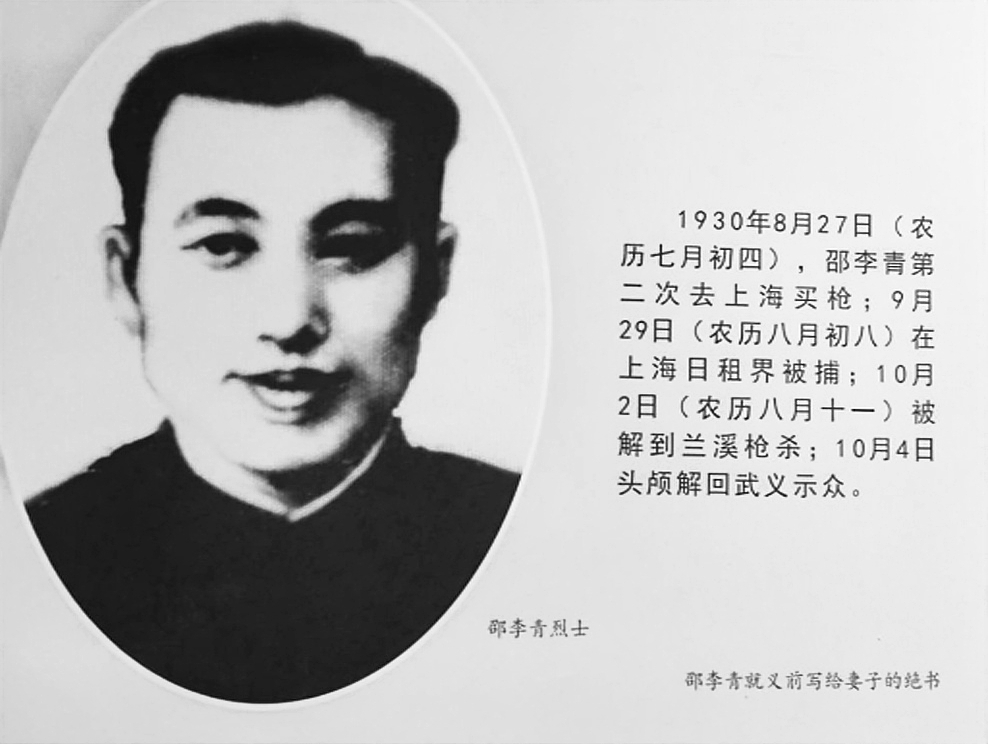 1930年8月27日（农
历七月初四），邵李青第
二次去上海买枪；9月
29日（农历八月初八）在
上海日租界被捕；10月
2日（农历八月十一）被
解到兰溪枪杀；10月4日
头颅解回武义示众。
邵李青烈士
邵李青就义前写给妻子的绝书